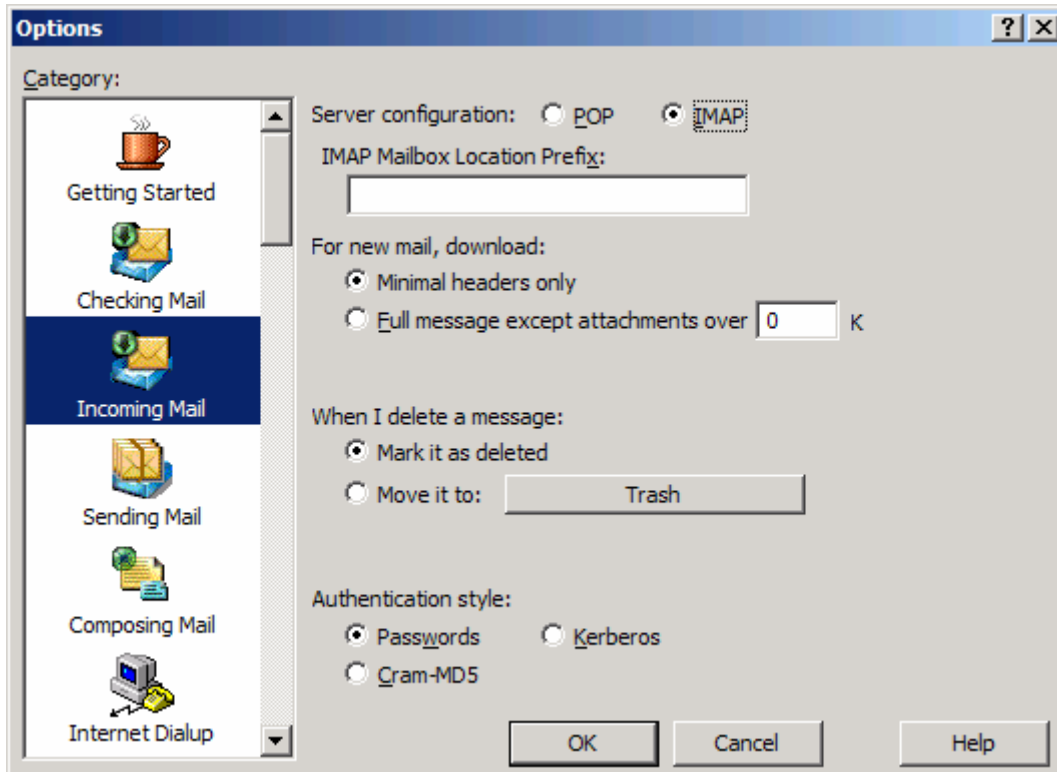 Options
Category:
Getting Started
Checking Mail
Incoming Mail
Sending Mail
Composing Mail
Internet Dialup
Server configuration: POP IMAP
IMAP Mailbox Location Prefix:
For new mail, download:
Minimal headers only
Full message except attachments over 0 K
When I delete a message:
Mark it as deleted
Move it to: Trash
Authentication style:
Passwords Kerberos
Cram-MD5
OK Cancel Help